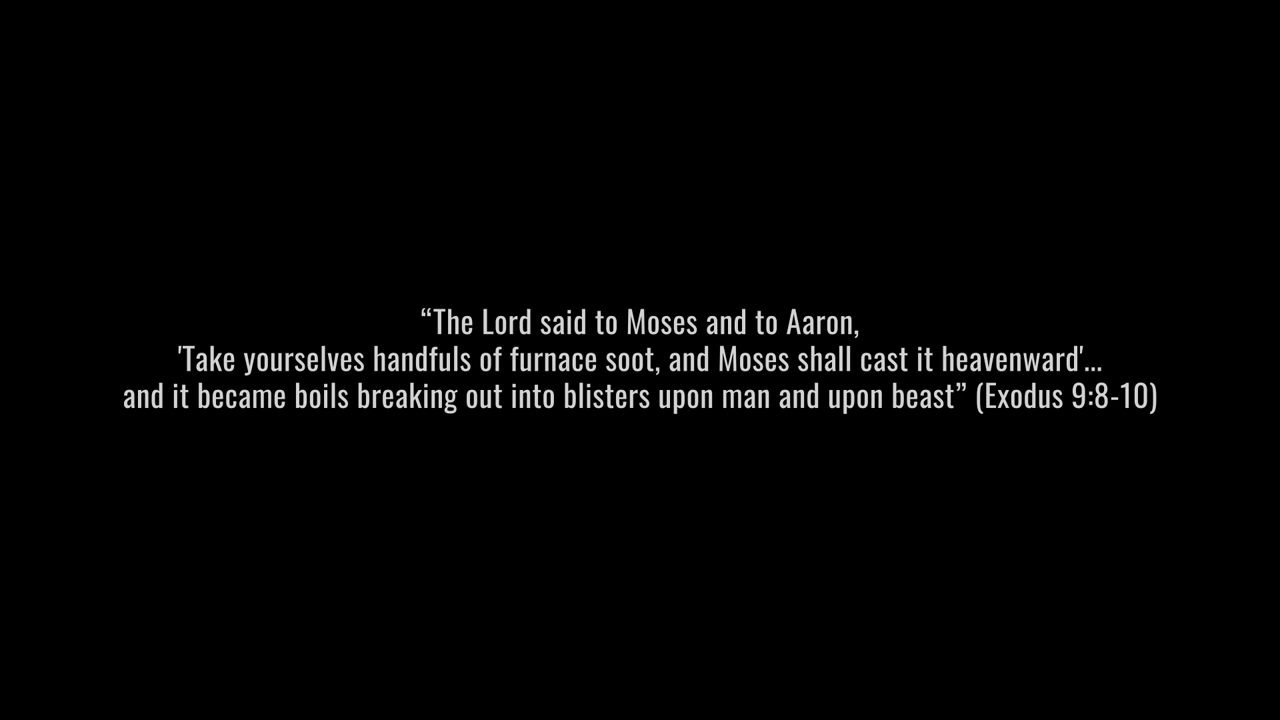 “The Lord said to Moses and to Aaron,
'Take yourselves handfuls of furnace soot, and Moses shall cast it heavenward'...
and it became boils breaking out into blisters upon man and upon beast” (Exodus 9:8-10)